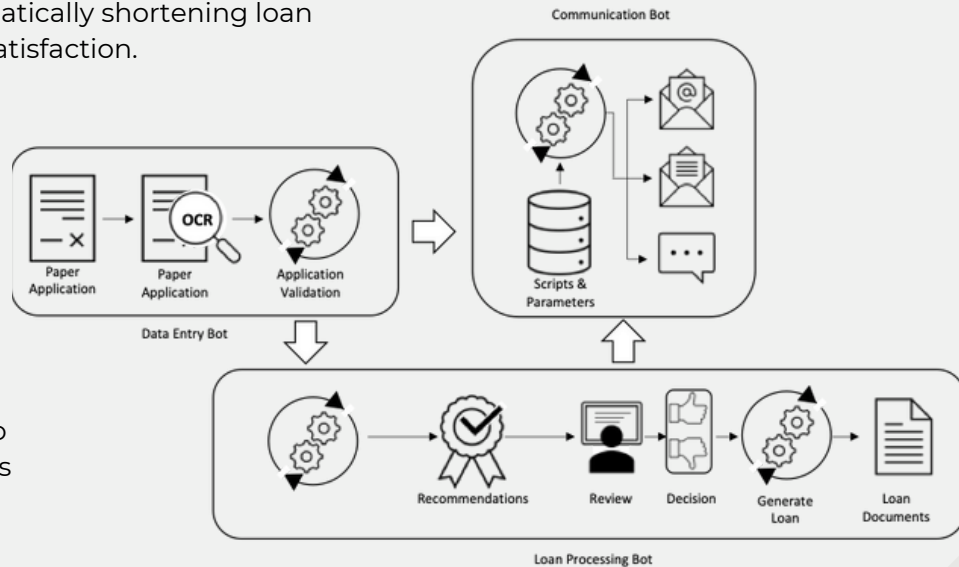 atically shortening loan
atisfaction.
Communication Bot
OCR
Paper
Application
Paper
Application
Application
Validation
Data Entry Bot
@
Scripts &
Parameters
o
s
Recommendations
Review
Decision
Generate
Loan
Loan
Documents
Loan Processing Bot